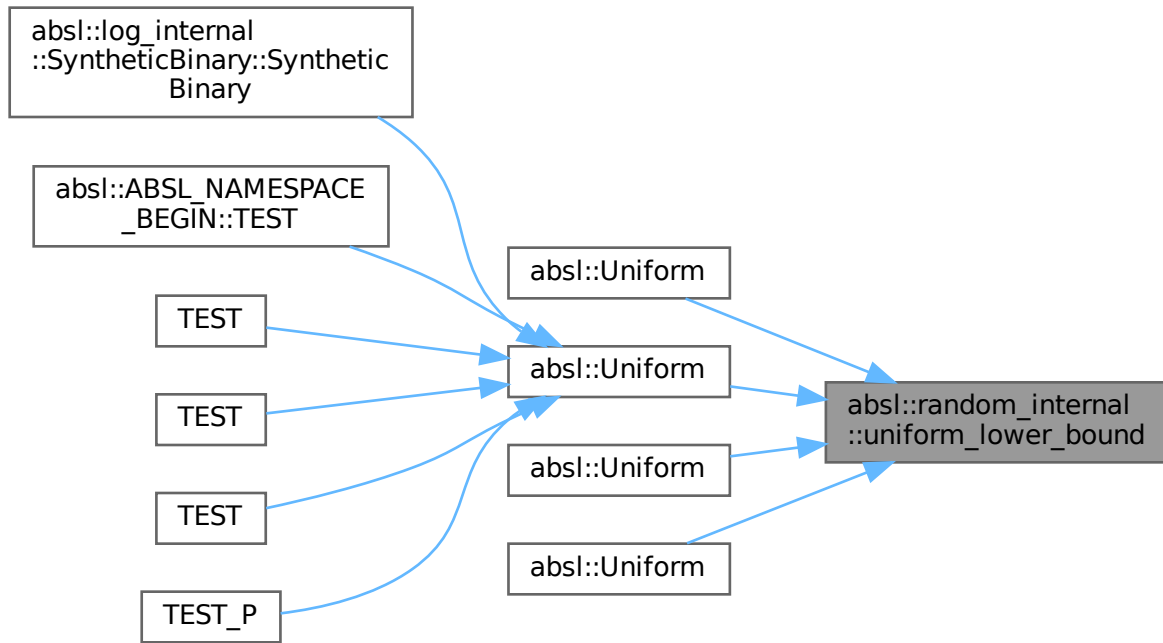 absl::log_internal
::SyntheticBinary::Synthetic
Binary
absl::ABSL_NAMESPACE
_BEGIN::TEST
TEST
TEST
TEST
TEST_P
absl::Uniform
absl::Uniform
absl::Uniform
absl::Uniform
absl::random_internal
::uniform_lower_bound